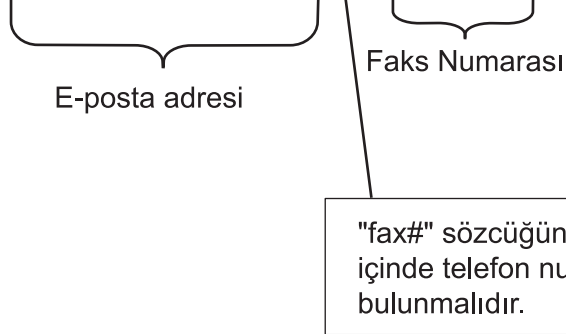 Faks Numarası
E-posta adresi
"fax#" sözcüğün
içinde telefon nu
bulunmalıdır.